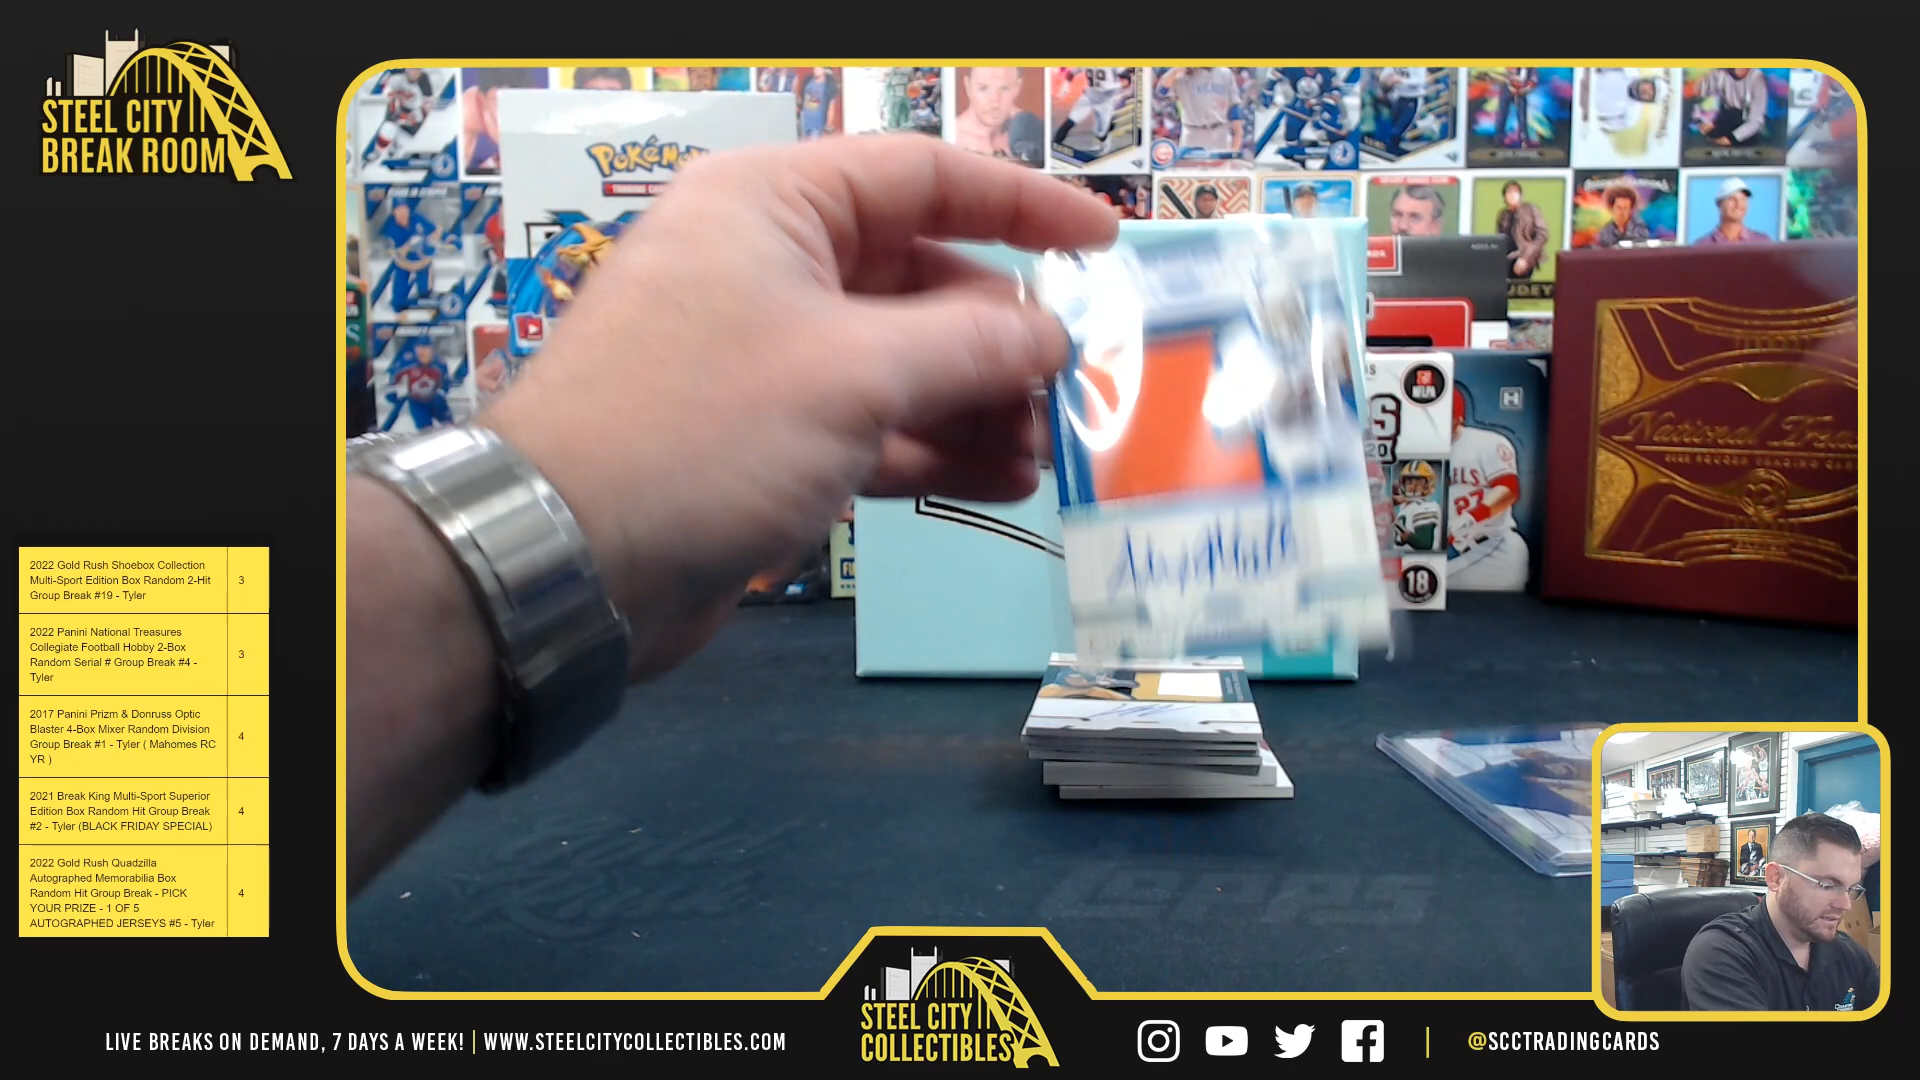 STEEL CITY
BREAK ROOM
POKÉMON
2022 Gold Rush Shoebox Collection
Multi-Sport Edition Box Random 2-Hit
Group Break #19 - Tyler
3
2022 Panini National Treasures
Collegiate Football Hobby 2-Box
Random Serial # Group Break #4 -
Tyler
3
2017 Panini Prizm & Donruss Optic
Blaster 4-Box Mixer Random Division
Group Break #1 - Tyler ( Mahomes RC
YR )
4
2021 Break King Multi-Sport Superior
Edition Box Random Hit Group Break
#2 - Tyler (BLACK FRIDAY SPECIAL)
4
2022 Gold Rush Quadzilla
Autographed Memorabilia Box
Random Hit Group Break - PICK
YOUR PRIZE - 1 OF 5
AUTOGRAPHED JERSEYS #5 - Tyler
4
National
18
LIVE BREAKS ON DEMAND, 7 DAYS A WEEK! | WWW.STEELCITYCOLLECTIBLES.COM
STEEL CITY
COLLECTIBLES
@SCCTRADINGCARDS